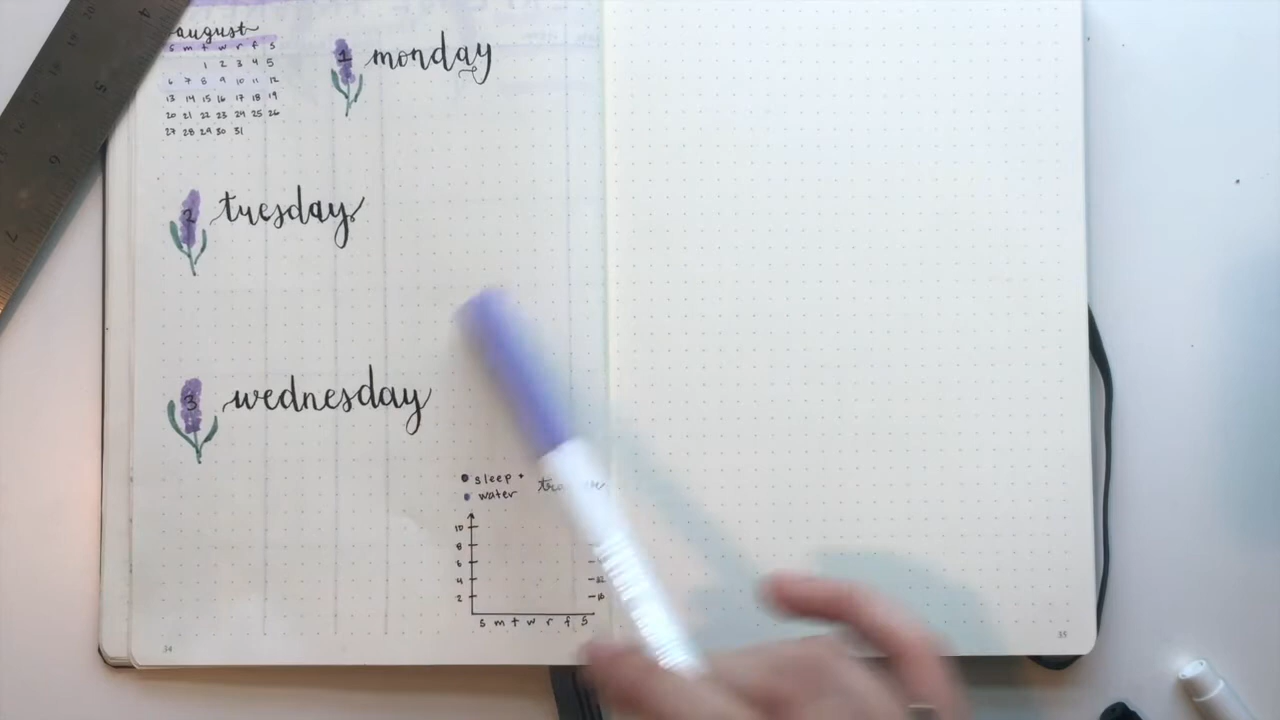 august
s m t w r f s
1 2 3 4 5
6 7 8 9 10 11 12
13 14 15 16 17 18 19
20 21 22 23 24 25 26
27 28 29 30 31
1 monday
2 tuesday
3 wednesday
sleep +
water
10
8
6
4
2
s m t w r f s
34
35